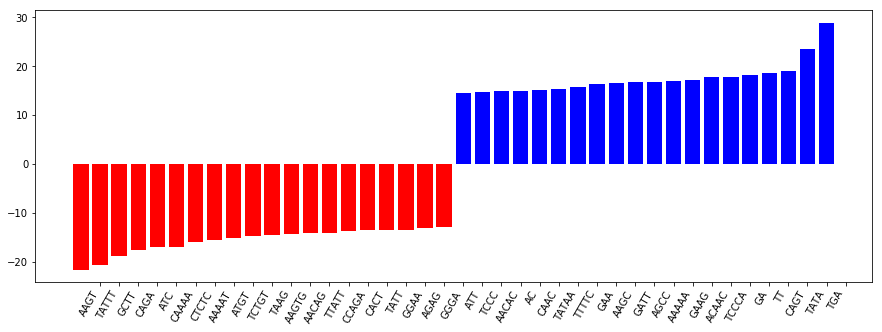 30
20
10
0
−10
−20
AAGT
TATTT
GCTT
CAGA
ATC
CAAAA
CTCTC
AAAAT
ATGT
TCTGT
TAAG
AAGTG
AACAG
TTATT
CCAGA
CACT
TATT
GGAA
AGAG
GGGA
ATT
TCCC
AACAC
AC
CAAC
TATAA
TTTTC
GAA
AAGC
GATT
AGCC
AAAAA
GAAG
ACAAC
TCCCA
GA
TT
CAGT
TATA
TGA